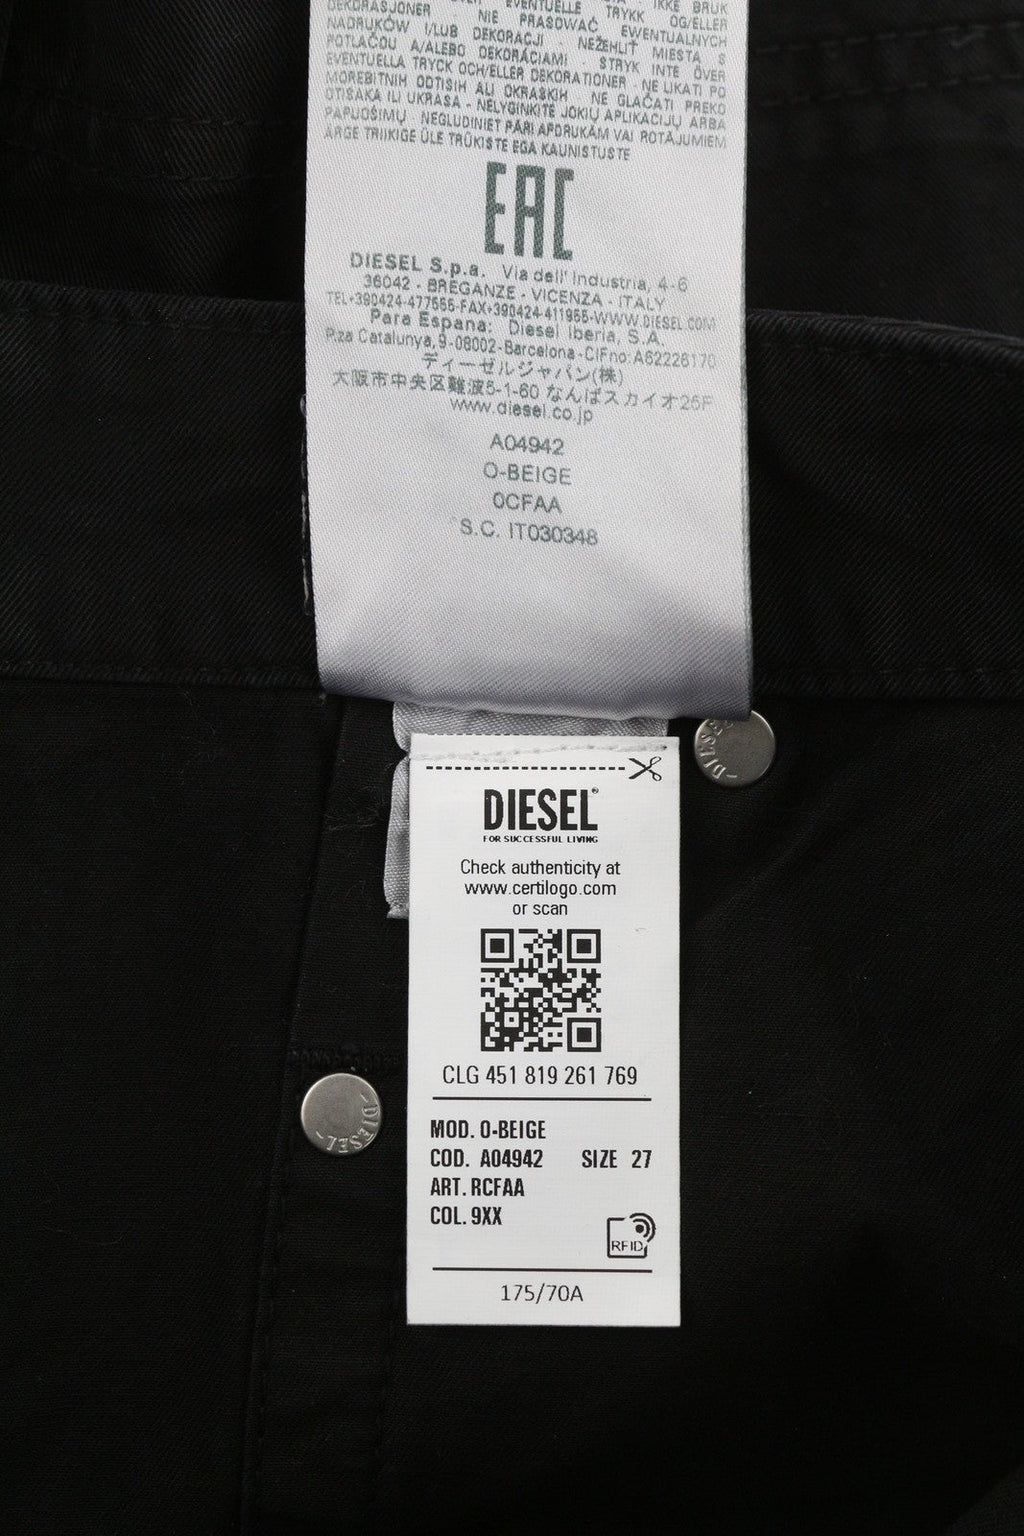 IKKE BRUK
DEKORASJONER EVENTUELLE TRYKK OG/ELLER
NIE PRASOWAĆ EWENTUALNYCH
NADRUKÓW I/LUB DEKORACJI · NEŽEHLIŤ MIESTA S
POTLAČOU A/ALEBO DEKORÁCIAMI · STRYK INTE ÖVER
EVENTUELLA TRYCK OCH/ELLER DEKORATIONER · NE LIKATI PO
MOREBITNIH ODTISIH ALI OKRASKIH · NE GLAČATI PREKO
OTISAKA ILI UKRASA · NELYGINKITE JOKIŲ APLIKACIJŲ ARBA
PAPUOŠIMŲ NEGLUDINIET PĀRI APDRUKĀM VAI ROTĀJUMIEM
ÄRGE TRIIKIGE ÜLE TRÜKISTE EGA KAUNISTUSTE
EAC
DIESEL S.p.a. Via dell' Industria, 4-6
36042 - BREGANZE - VICENZA - ITALY
TEL+390424-477555-FAX+390424-411955-WWW.DIESEL.COM
Para Espana: Diesel Iberia, S.A.
P.za Catalunya,9-08002-Barcelona-CIFno:A62226170
ディーゼルジャパン(株)
大阪市中央区難波5-1-60 なんばスカイオ26F
www.diesel.co.jp
A04942
O-BEIGE
0CFAA
S.C. IT030348
DIESEL
DIESEL®
FOR SUCCESSFUL LIVING
Check authenticity at
www.certilogo.com
or scan
CLG 451 819 261 769
-DIESEL-
MOD. O-BEIGE
COD. A04942 SIZE 27
ART. RCFAA
COL. 9XX
RFID
175/70A